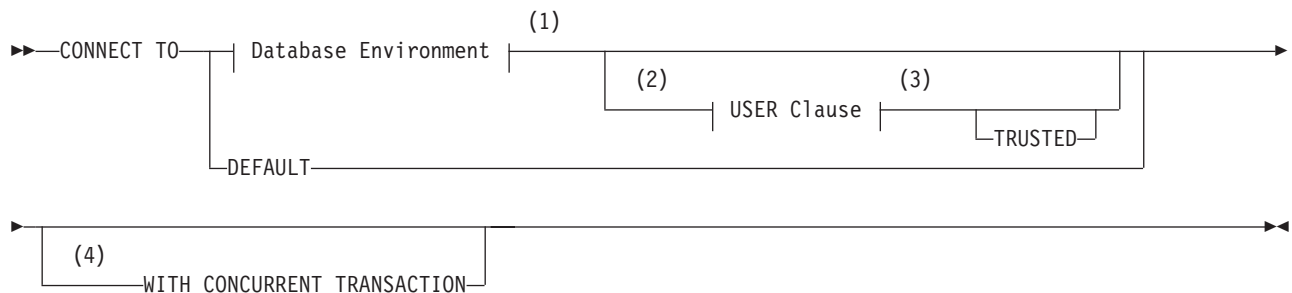 (1)
CONNECT TO Database Environment
(2) (3)
USER Clause
TRUSTED
DEFAULT
(4)
WITH CONCURRENT TRANSACTION